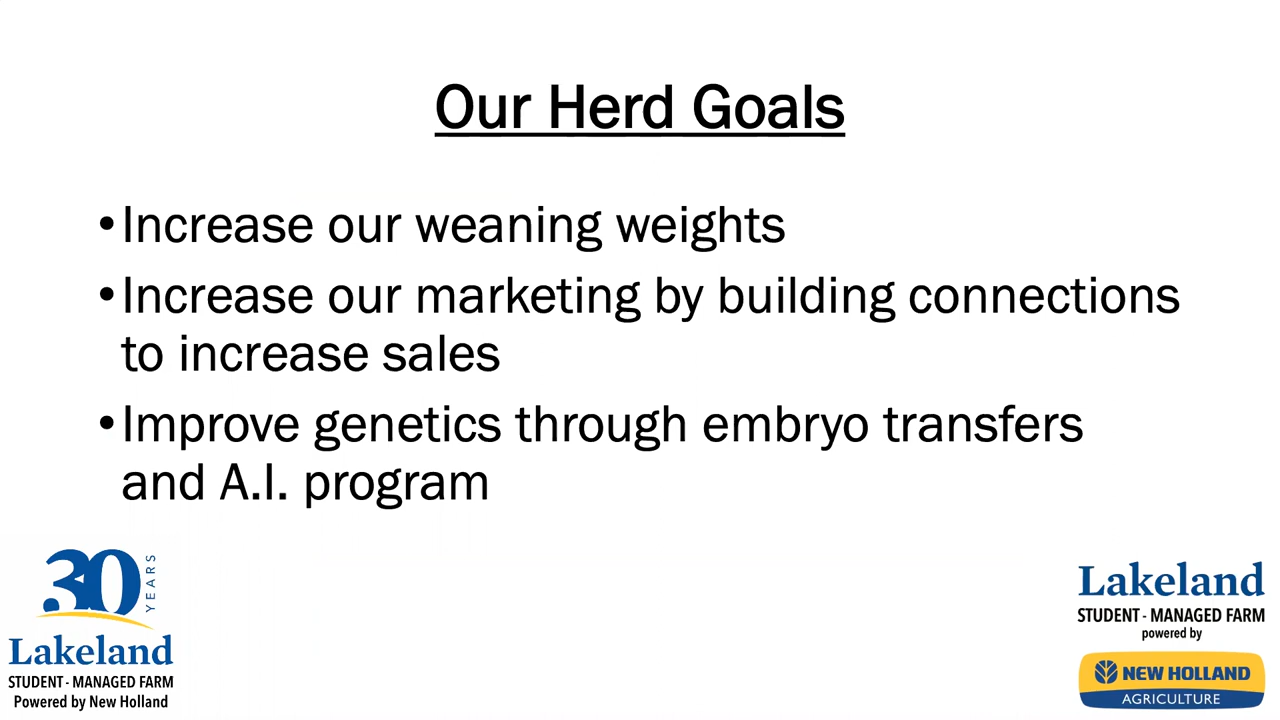 Our Herd Goals
•Increase our weaning weights
•Increase our marketing by building connections
to increase sales
•Improve genetics through embryo transfers
and A.I. program
30 YEARS
Lakeland
STUDENT - MANAGED FARM
Powered by New Holland
Lakeland
STUDENT - MANAGED FARM
powered by
NEW HOLLAND
AGRICULTURE